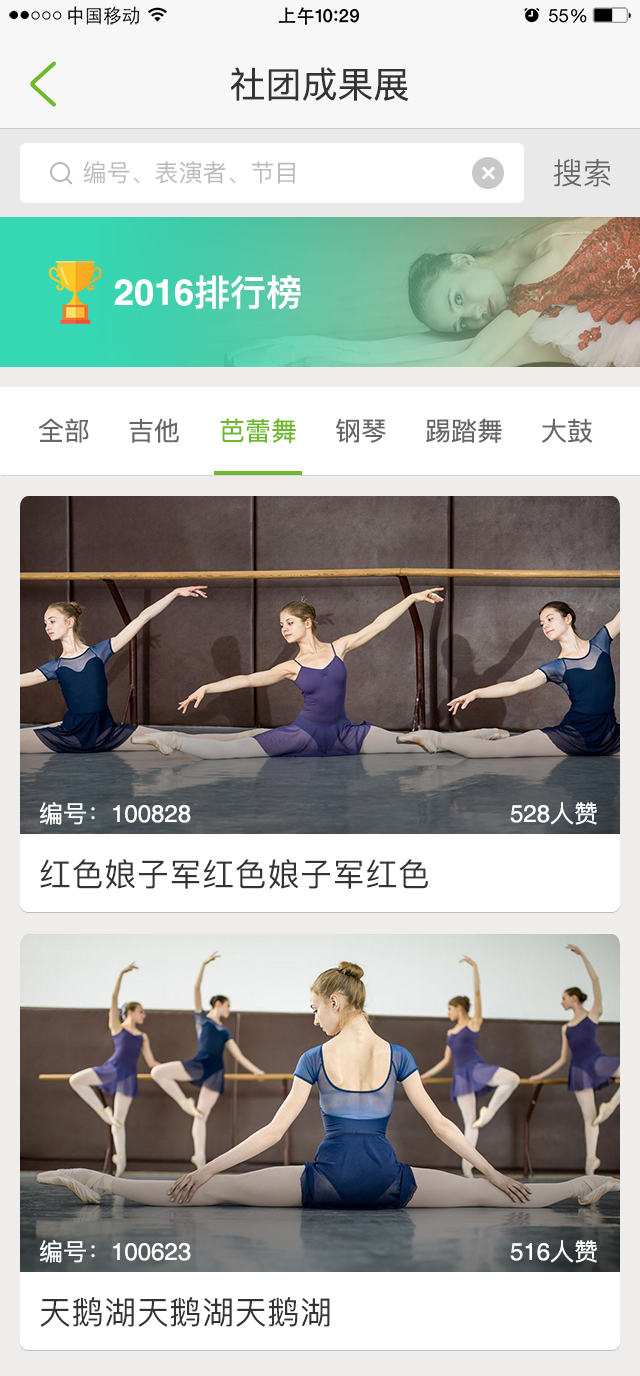 中国移动 上午10:29 55%
社团成果展
编号、表演者、节目 搜索
2016排行榜
全部 吉他 芭蕾舞 钢琴 踢踏舞 大鼓
编号：100828 528人赞
红色娘子军红色娘子军红色
编号：100623 516人赞
天鹅湖天鹅湖天鹅湖